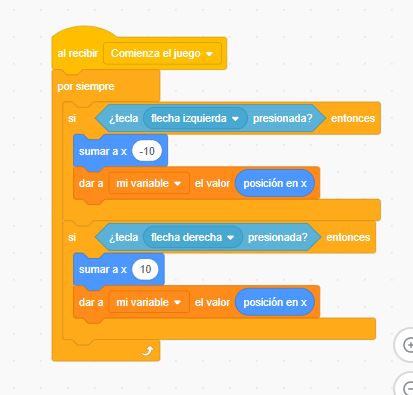 al recibir Comienza el juego
por siempre
si ¿tecla flecha izquierda presionada? entonces
sumar a x -10
dar a mi variable el valor posición en x
si ¿tecla flecha derecha presionada? entonces
sumar a x 10
dar a mi variable el valor posición en x